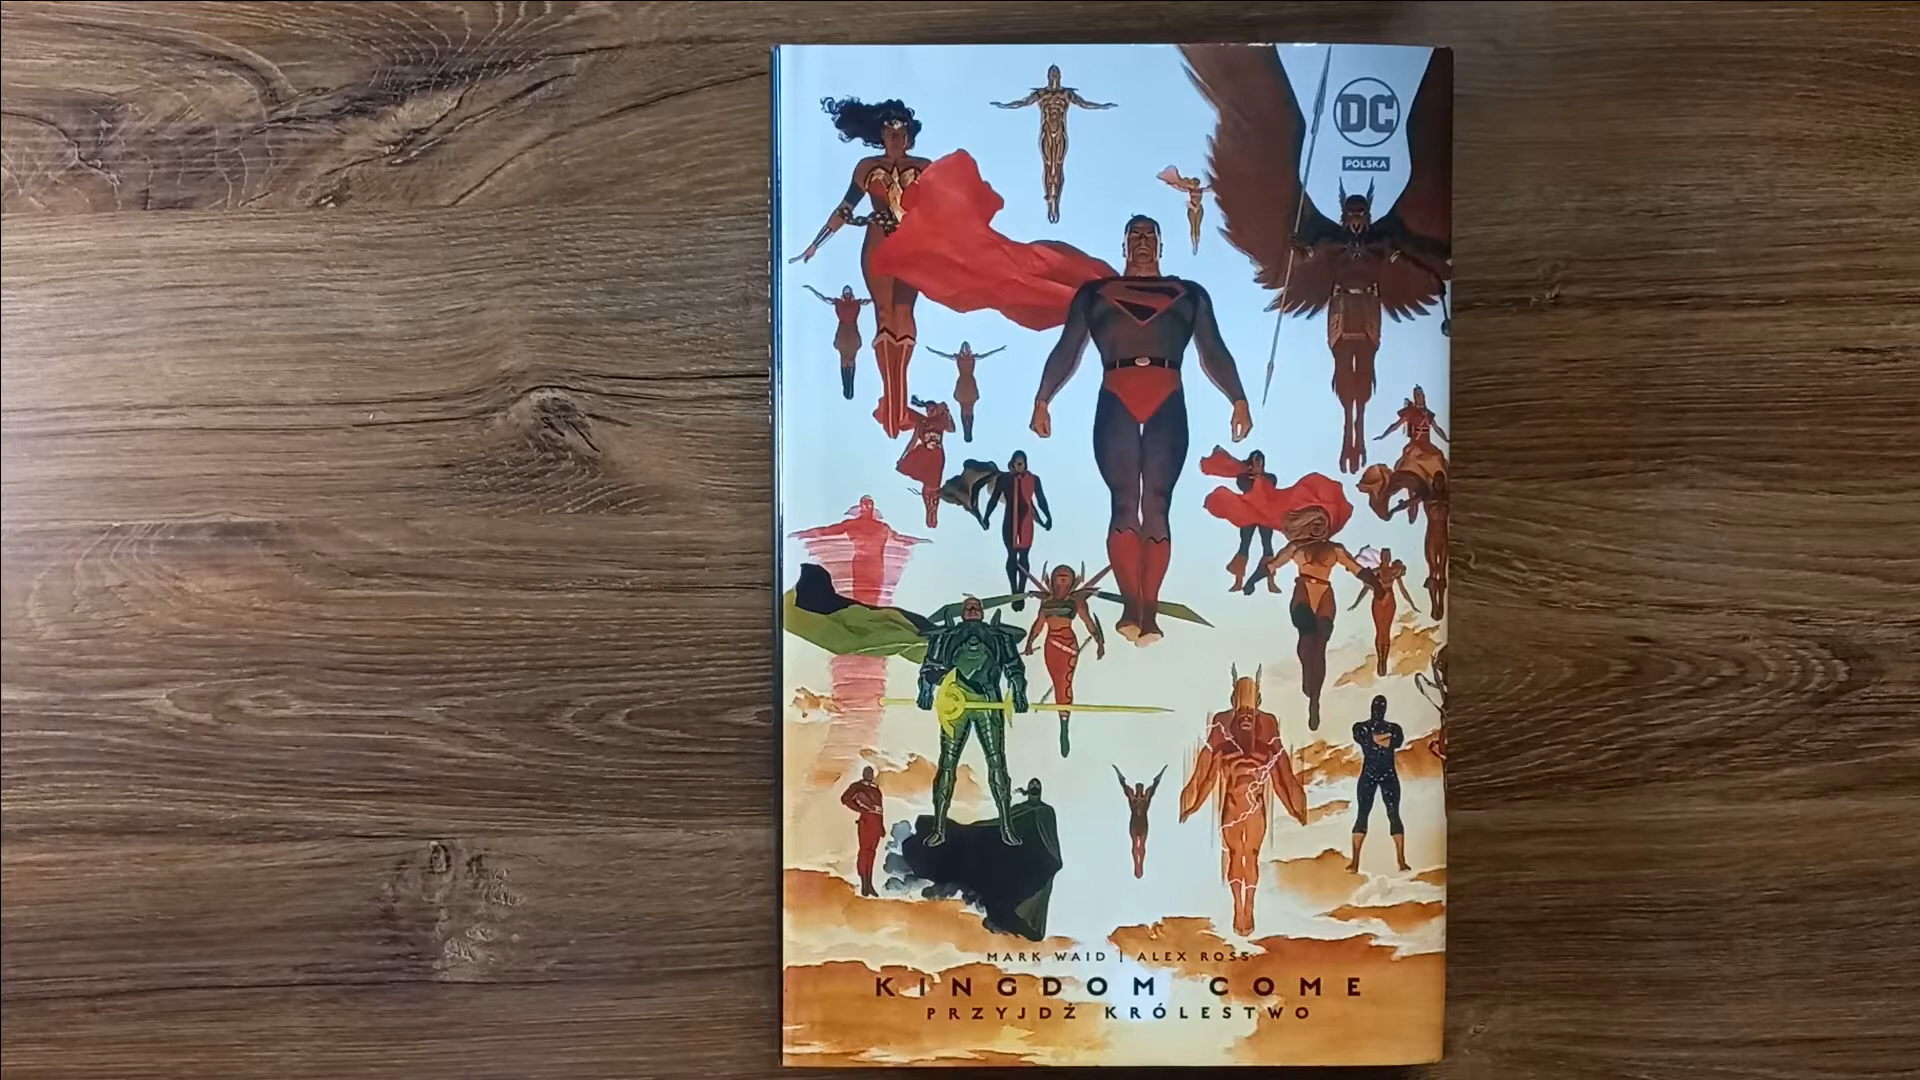 DC
POLSKA
MARK WAID | ALEX ROSS
KINGDOM COME
PRZYJDŹ KRÓLESTWO